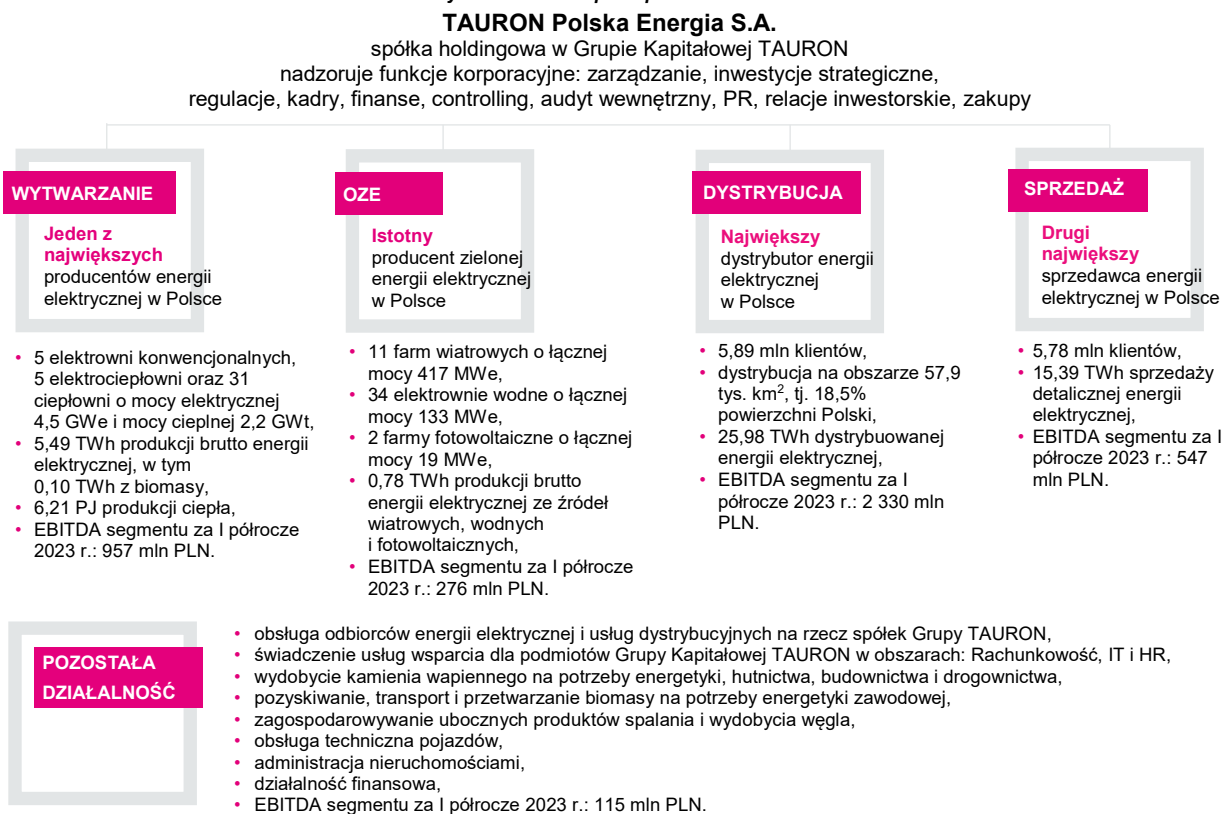 TAURON Polska Energia S.A.
spółka holdingowa w Grupie Kapitałowej TAURON
nadzoruje funkcje korporacyjne: zarządzanie, inwestycje strategiczne,
regulacje, kadry, finanse, controlling, audyt wewnętrzny, PR, relacje inwestorskie, zakupy
WYTWARZANIE
Jeden z
największych
producentów energii
elektrycznej w Polsce
• 5 elektrowni konwencjonalnych,
5 elektrociepłowni oraz 31
ciepłowni o mocy elektrycznej
4,5 GWe i mocy cieplnej 2,2 GWt,
• 5,49 TWh produkcji brutto energii
elektrycznej, w tym
0,10 TWh z biomasy,
• 6,21 PJ produkcji ciepła,
• EBITDA segmentu za I półrocze
2023 r.: 957 mln PLN.
OZE
Istotny
producent zielonej
energii elektrycznej
w Polsce
• 11 farm wiatrowych o łącznej
mocy 417 MWe,
• 34 elektrownie wodne o łącznej
mocy 133 MWe,
• 2 farmy fotowoltaiczne o łącznej
mocy 19 MWe,
• 0,78 TWh produkcji brutto
energii elektrycznej ze źródeł
wiatrowych, wodnych
i fotowoltaicznych,
• EBITDA segmentu za I półrocze
2023 r.: 276 mln PLN.
DYSTRYBUCJA
Największy
dystrybutor energii
elektrycznej
w Polsce
• 5,89 mln klientów,
• dystrybucja na obszarze 57,9
tys. km², tj. 18,5%
powierzchni Polski,
• 25,98 TWh dystrybuowanej
energii elektrycznej,
• EBITDA segmentu za I
półrocze 2023 r.: 2 330 mln
PLN.
SPRZEDAŻ
Drugi
największy
sprzedawca energii
elektrycznej w Polsce
• 5,78 mln klientów,
• 15,39 TWh sprzedaży
detalicznej energii
elektrycznej,
• EBITDA segmentu za I
półrocze 2023 r.: 547
mln PLN.
POZOSTAŁA
DZIAŁALNOŚĆ
• obsługa odbiorców energii elektrycznej i usług dystrybucyjnych na rzecz spółek Grupy TAURON,
• świadczenie usług wsparcia dla podmiotów Grupy Kapitałowej TAURON w obszarach: Rachunkowość, IT i HR,
• wydobycie kamienia wapiennego na potrzeby energetyki, hutnictwa, budownictwa i drogownictwa,
• pozyskiwanie, transport i przetwarzanie biomasy na potrzeby energetyki zawodowej,
• zagospodarowywanie ubocznych produktów spalania i wydobycia węgla,
• obsługa techniczna pojazdów,
• administracja nieruchomościami,
• działalność finansowa,
• EBITDA segmentu za I półrocze 2023 r.: 115 mln PLN.